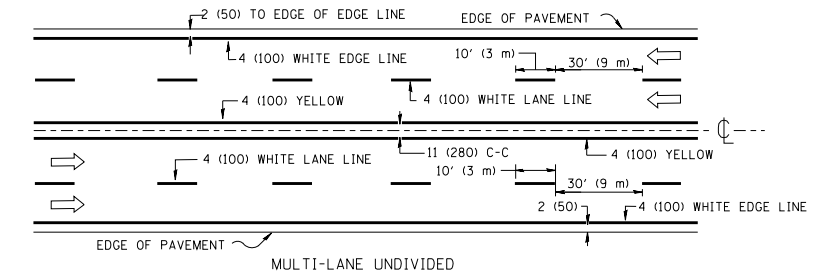 2 (50) TO EDGE OF EDGE LINE
EDGE OF PAVEMENT
4 (100) WHITE EDGE LINE
10' (3 m)
30' (9 m)
4 (100) YELLOW
4 (100) WHITE LANE LINE
CL
4 (100) WHITE LANE LINE
11 (280) C-C
4 (100) YELLOW
10' (3 m)
30' (9 m)
2 (50)
4 (100) WHITE EDGE LINE
EDGE OF PAVEMENT
MULTI-LANE UNDIVIDED